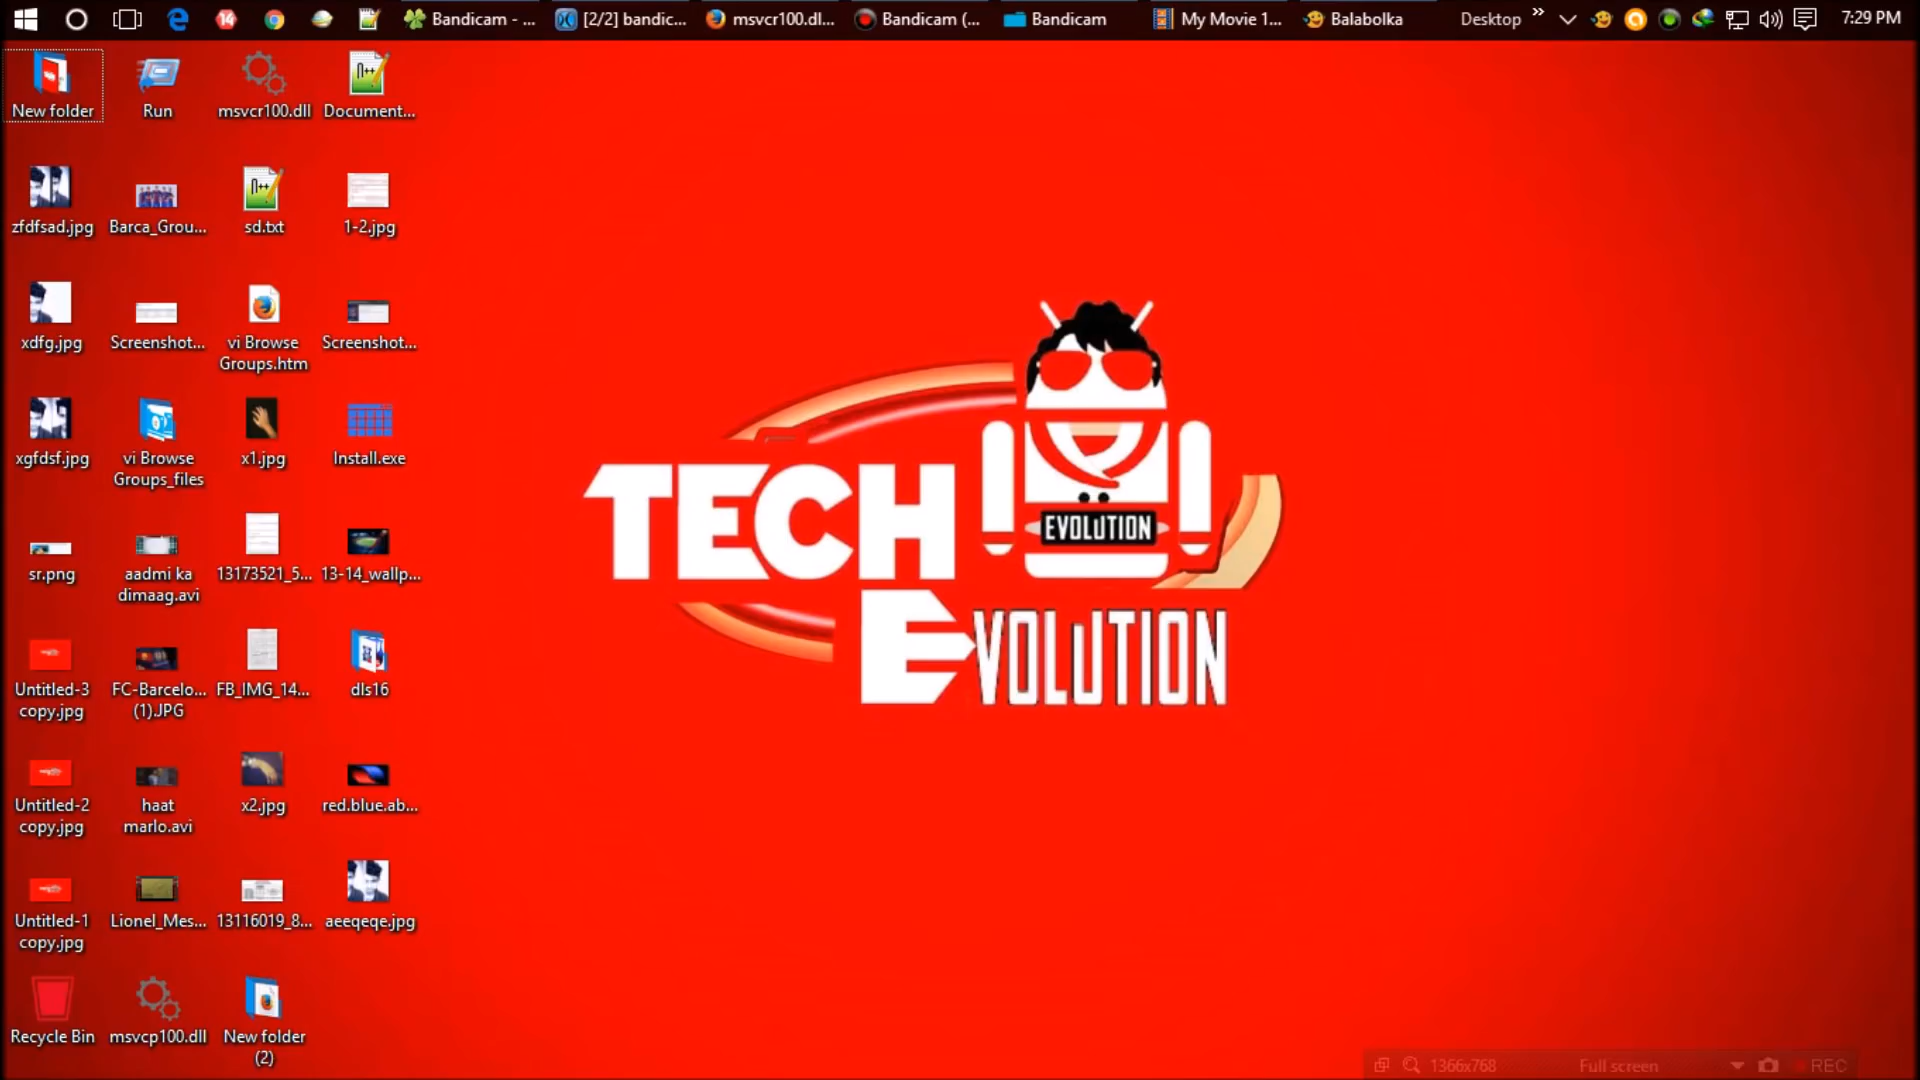 Bandicam - ...
[2/2] bandic...
msvcr100.dl...
Bandicam (...
Bandicam
My Movie 1...
Balabolka
Desktop
7:29 PM
14
New folder
Run
msvcr100.dll
Document...
zfdfsad.jpg
Barca_Grou...
sd.txt
1-2.jpg
xdfg.jpg
Screenshot...
vi Browse
Groups.htm
Screenshot...
xgfdsf.jpg
vi Browse
Groups_files
x1.jpg
Install.exe
sr.png
aadmi ka
dimaag.avi
13173521_5...
13-14_wallp...
Untitled-3
copy.jpg
FC-Barcelo...
(1).JPG
FB_IMG_14...
dls16
Untitled-2
copy.jpg
haat
marlo.avi
x2.jpg
red.blue.ab...
Untitled-1
copy.jpg
Lionel_Mes...
13116019_8...
aeeqeqe.jpg
Recycle Bin
msvcp100.dll
New folder
(2)
TECH
EVOLUTION
EVOLUTION
1366x768
Full screen
REC